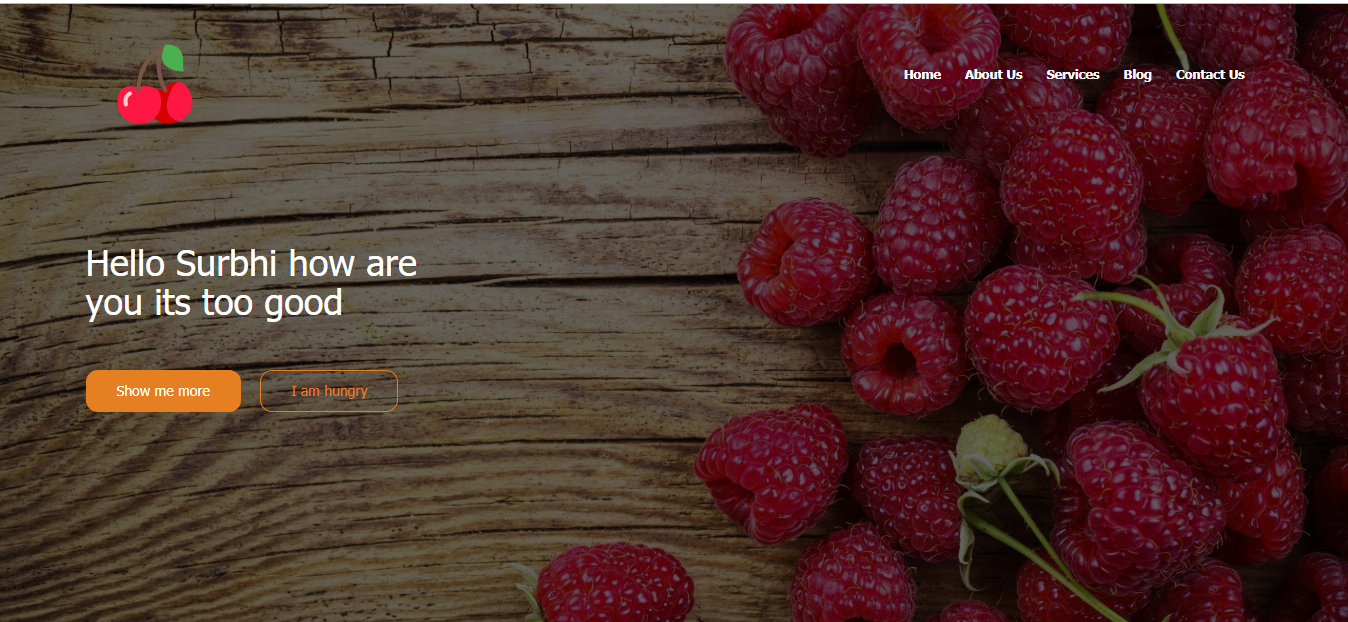 Home About Us Services Blog Contact Us
Hello Surbhi how are
you its too good
Show me more I am hungry